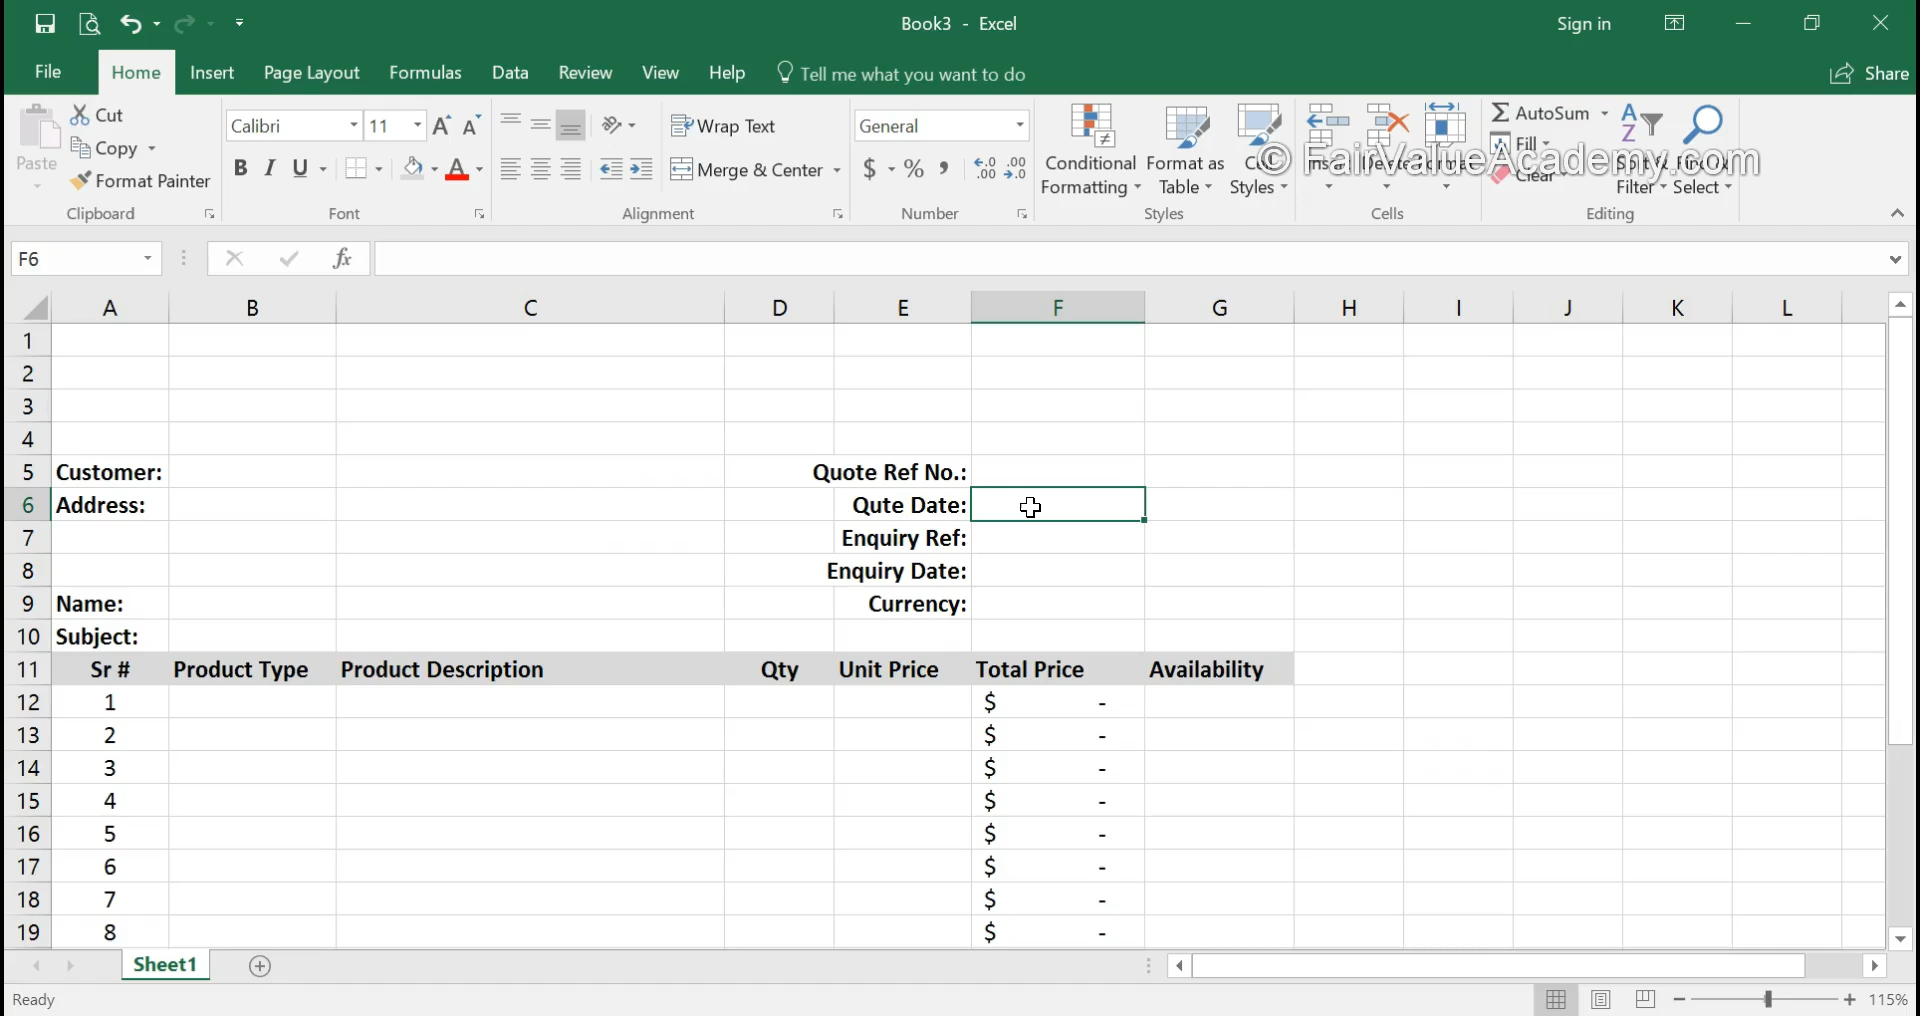 Book3 - Excel
Sign in
File Home Insert Page Layout Formulas Data Review View Help Tell me what you want to do Share
Paste
Cut
Copy
Format Painter
Clipboard
Calibri 11
B I U A
Font
Wrap Text
Merge & Center
Alignment
General
$ % ,
Number
Conditional Formatting
Format as Table
Cell Styles
Styles
Insert Delete Format
Cells
AutoSum
Fill
Clear
Sort & Filter
Find & Select
Editing
© FairValueAcademy.com
F6 fx
A B C D E F G H I J K L
1
2
3
4
5 Customer: Quote Ref No.:
6 Address: Qute Date:
7 Enquiry Ref:
8 Enquiry Date:
9 Name: Currency:
10 Subject:
11 Sr # Product Type Product Description Qty Unit Price Total Price Availability
12 1 $ -
13 2 $ -
14 3 $ -
15 4 $ -
16 5 $ -
17 6 $ -
18 7 $ -
19 8 $ -
Sheet1
Ready 115%